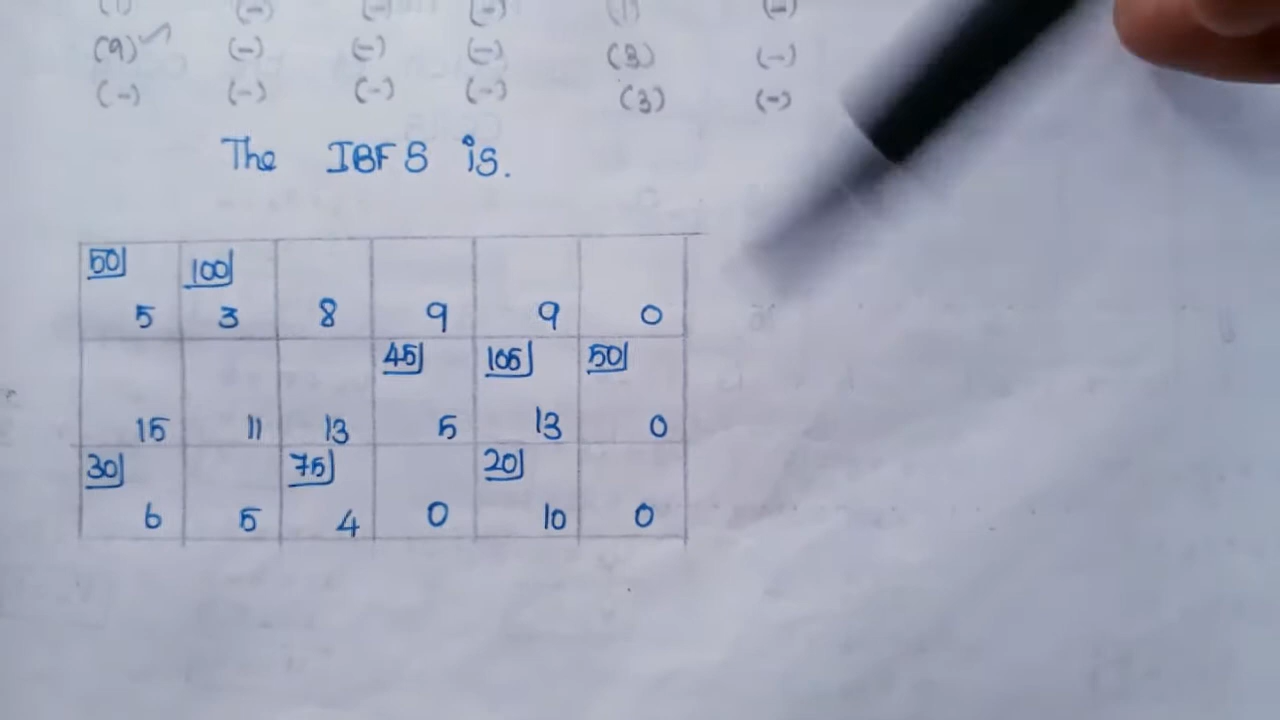 (-) (-) (-) (-)
(9) (-) (-) (-) (3) (-)
(-) (-) (-) (-) (3) (-)
The IBFS is.
50 100
5 3 8 9 9 0
45 105 50
15 11 13 5 13 0
30 75 20
6 5 4 0 10 0